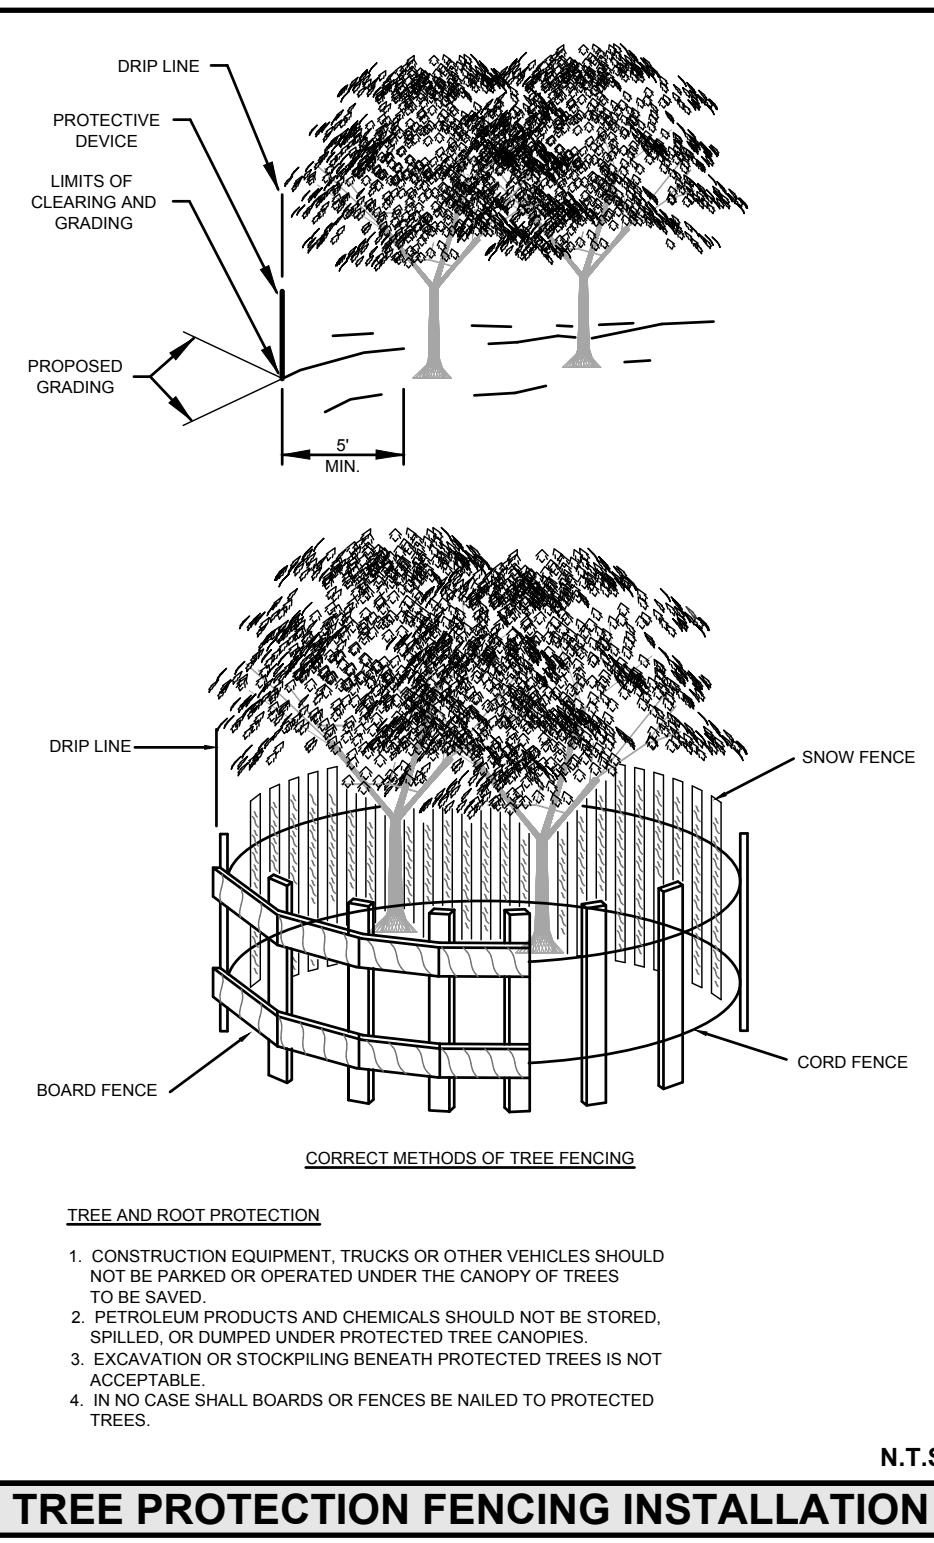 DRIP LINE
PROTECTIVE
DEVICE
LIMITS OF
CLEARING AND
GRADING
PROPOSED
GRADING
5'
MIN.
DRIP LINE
SNOW FENCE
CORD FENCE
BOARD FENCE
CORRECT METHODS OF TREE FENCING
TREE AND ROOT PROTECTION
1. CONSTRUCTION EQUIPMENT, TRUCKS OR OTHER VEHICLES SHOULD
NOT BE PARKED OR OPERATED UNDER THE CANOPY OF TREES
TO BE SAVED.
2. PETROLEUM PRODUCTS AND CHEMICALS SHOULD NOT BE STORED,
SPILLED, OR DUMPED UNDER PROTECTED TREE CANOPIES.
3. EXCAVATION OR STOCKPILING BENEATH PROTECTED TREES IS NOT
ACCEPTABLE.
4. IN NO CASE SHALL BOARDS OR FENCES BE NAILED TO PROTECTED
TREES.
N.T.S
TREE PROTECTION FENCING INSTALLATION